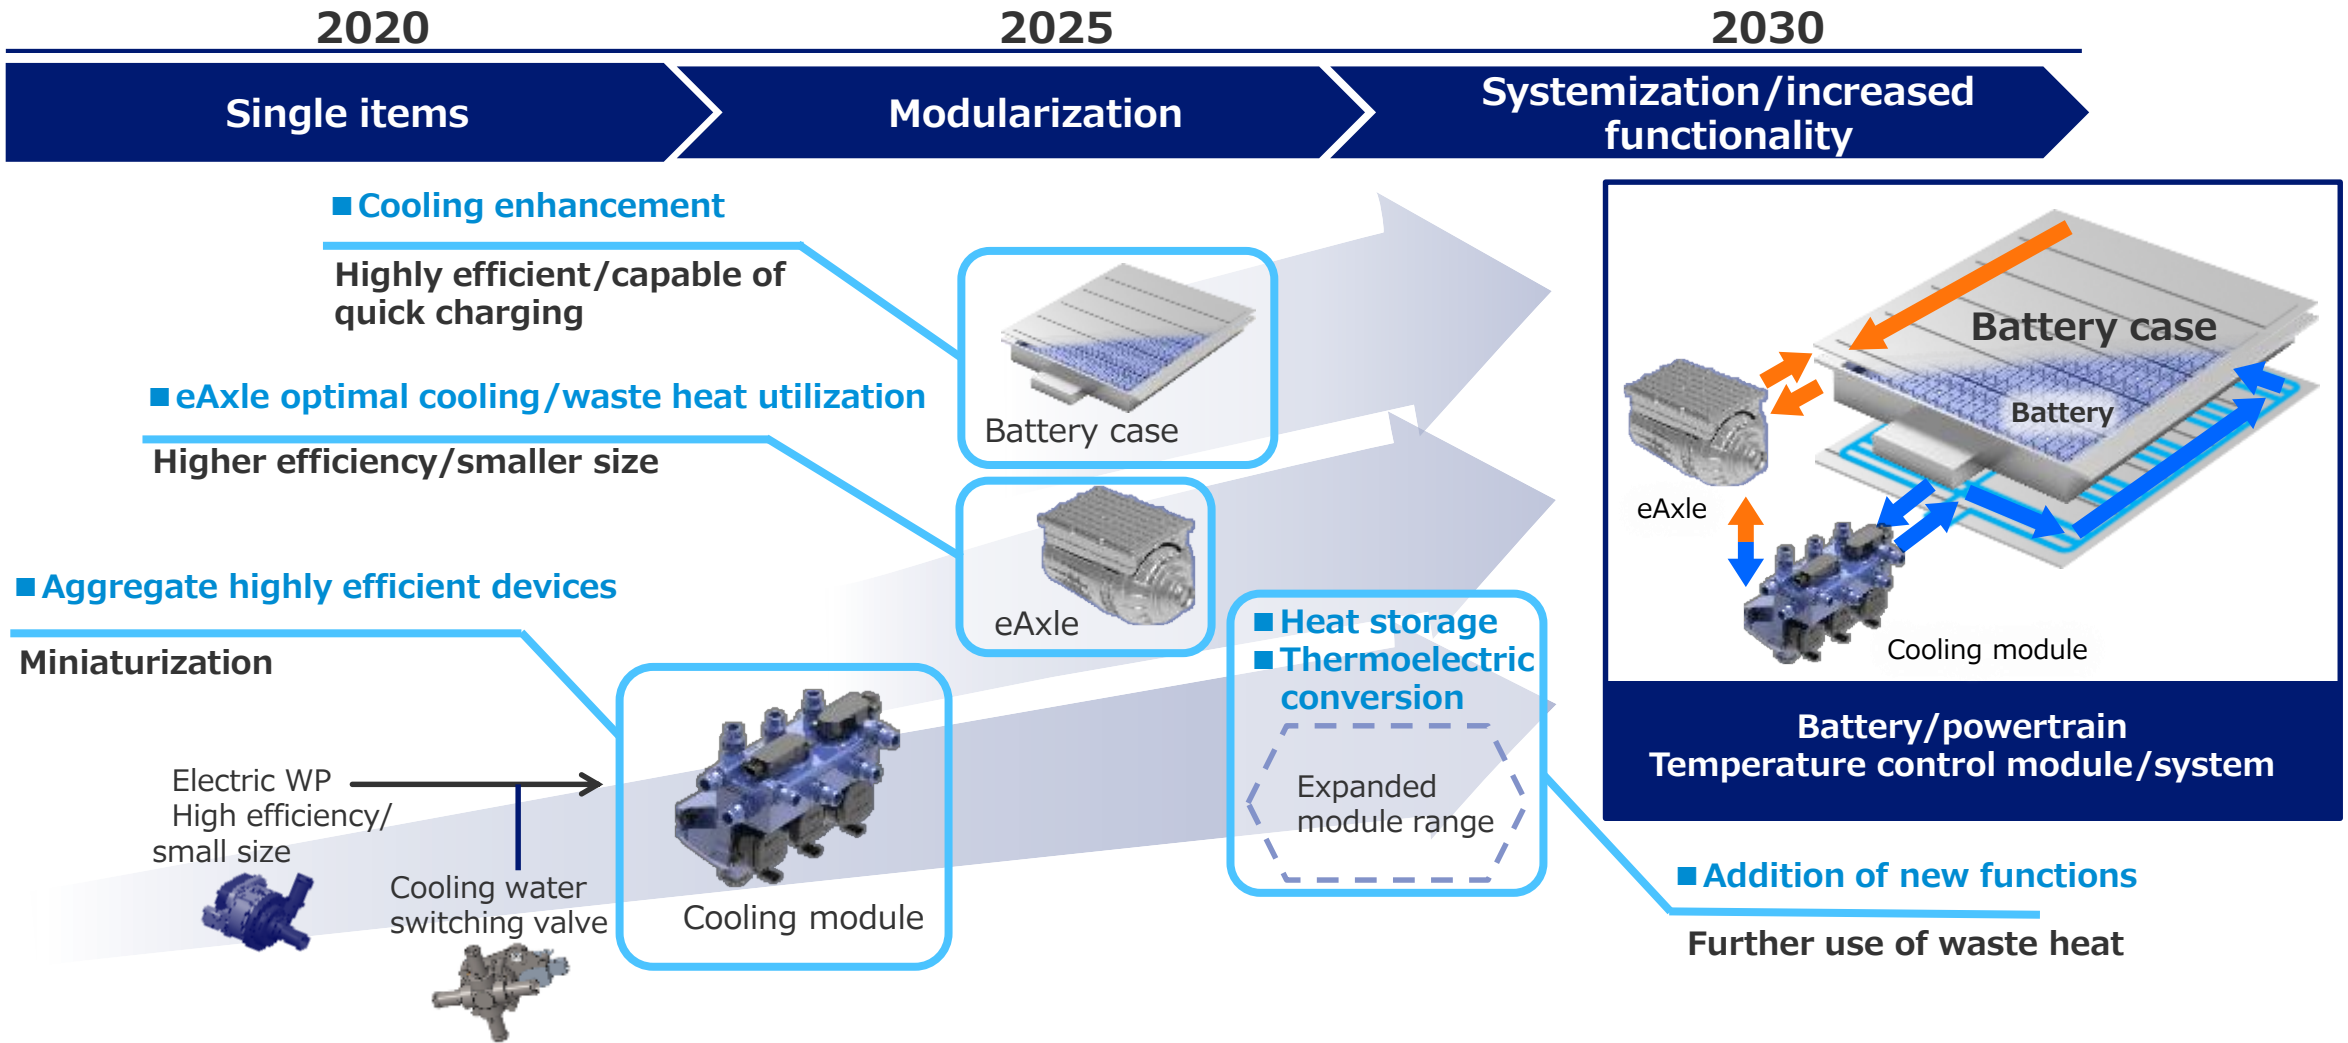 2020
2025
2030
Single items
Modularization
Systemization/increased
functionality
■Cooling enhancement
Highly efficient/capable of
quick charging
■eAxle optimal cooling/waste heat utilization
Higher efficiency/smaller size
■Aggregate highly efficient devices
Miniaturization
Electric WP
High efficiency/
small size
Cooling water
switching valve
Cooling module
Battery case
eAxle
■Heat storage
■Thermoelectric
conversion
Expanded
module range
Battery case
Battery
eAxle
Cooling module
Battery/powertrain
Temperature control module/system
■Addition of new functions
Further use of waste heat